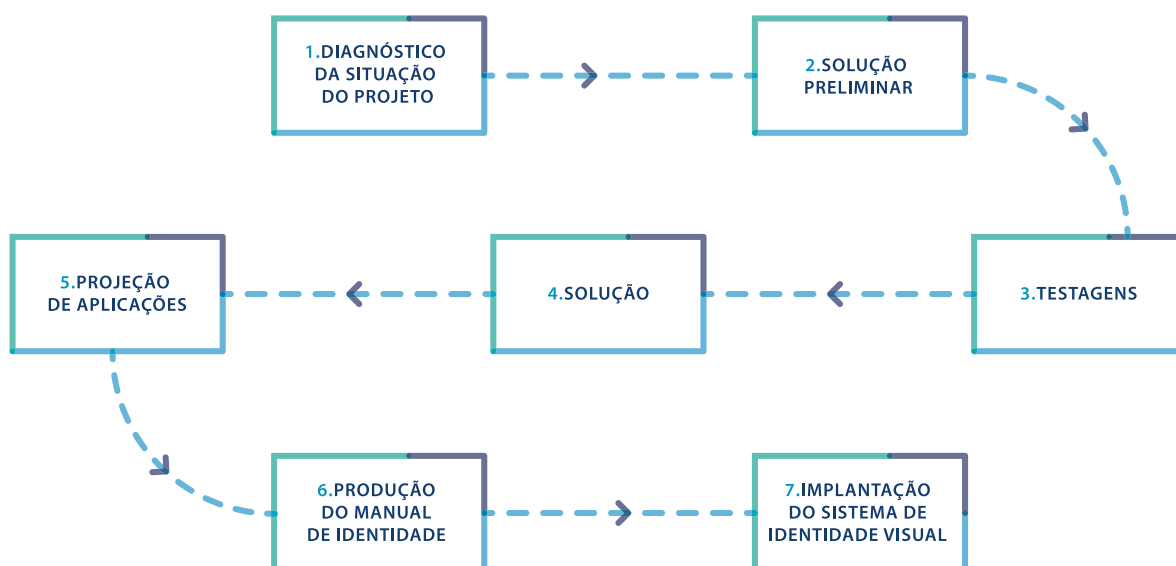 1.DIAGNÓSTICO
DA SITUAÇÃO
DO PROJETO
2.SOLUÇÃO
PRELIMINAR
3.TESTAGENS
4.SOLUÇÃO
5.PROJEÇÃO
DE APLICAÇÕES
6.PRODUÇÃO
DO MANUAL
DE IDENTIDADE
7.IMPLANTAÇÃO
DO SISTEMA DE
IDENTIDADE VISUAL